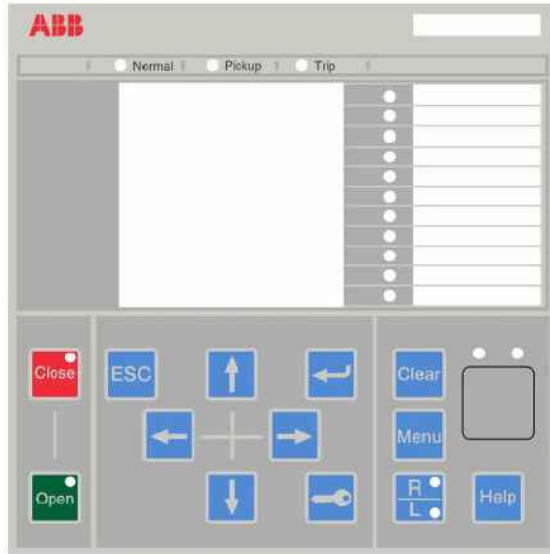 ABB
Normal Pickup Trip
Close
ESC
Clear
Menu
Open
R
L
Help